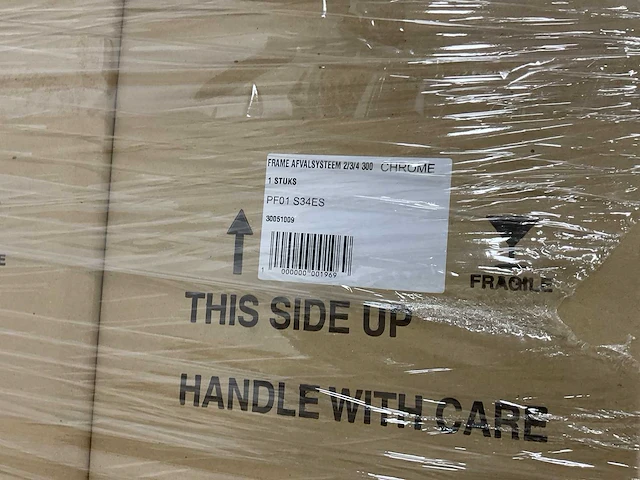 FRAME AFVALSYSTEEM 2/3/4 300 CHROME
1 STUKS
PF01 S34ES
30051009
1 000000 001969
FRAGILE
THIS SIDE UP
HANDLE WITH CARE